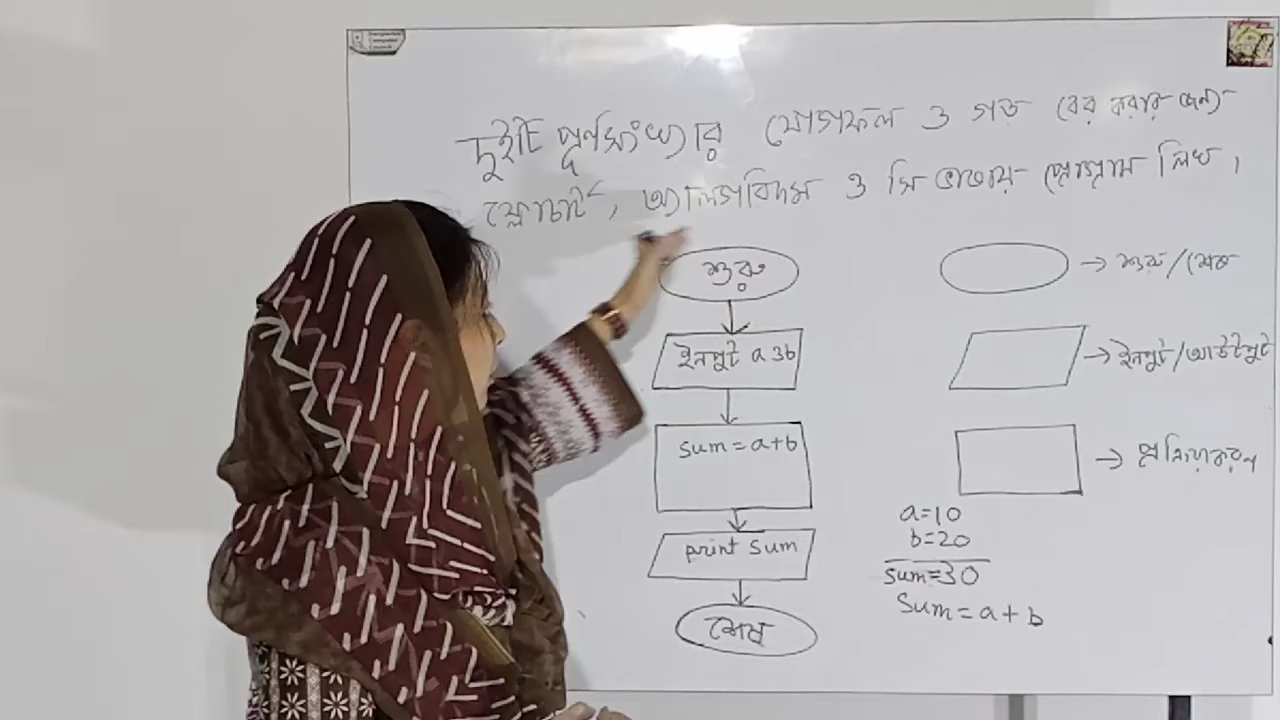 দুইটি পূর্ণসংখ্যার যোগফল ও গড় বের করার জন্য
ফ্লোচার্ট, অ্যালগরিদম ও সি ভাষায় প্রোগ্রাম লিখ।
শুরু
ইনপুট a ও b
sum=a+b
print sum
শেষ
→ শুরু/শেষ
→ ইনপুট/আউটপুট
→ প্রক্রিয়াকরণ
a=10
b=20
sum=30
Sum=a+b